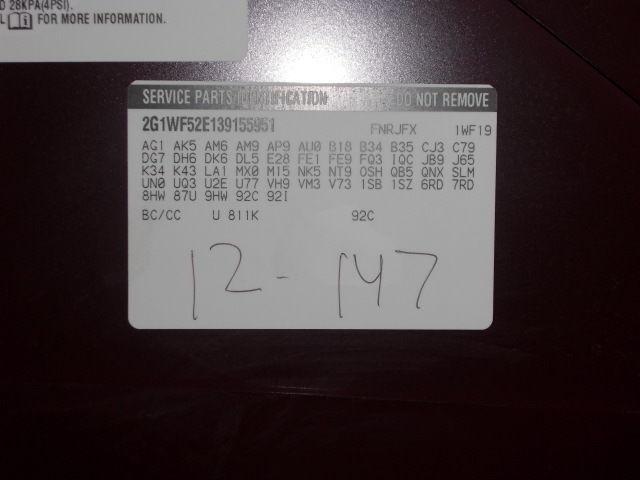 28KPA(4PSI).
FOR MORE INFORMATION.
SERVICE PARTS IDENTIFICATION DO NOT REMOVE
2G1WF52E139155951 FNRJFX 1WF19
AG1 AK5 AM6 AM9 AP9 AU0 B18 B34 B35 CJ3 C79
DG7 DH6 DK6 DL5 E28 FE1 FE9 FQ3 IQC JB9 J65
K34 K43 LA1 MX0 M15 NK5 NT9 OSH QB5 QNX SLM
UN0 UQ3 U2E U77 VH9 VM3 V73 1SB 1SZ 6RD 7RD
8HW 87U 9HW 92C 92I
BC/CC U 811K 92C
12-147